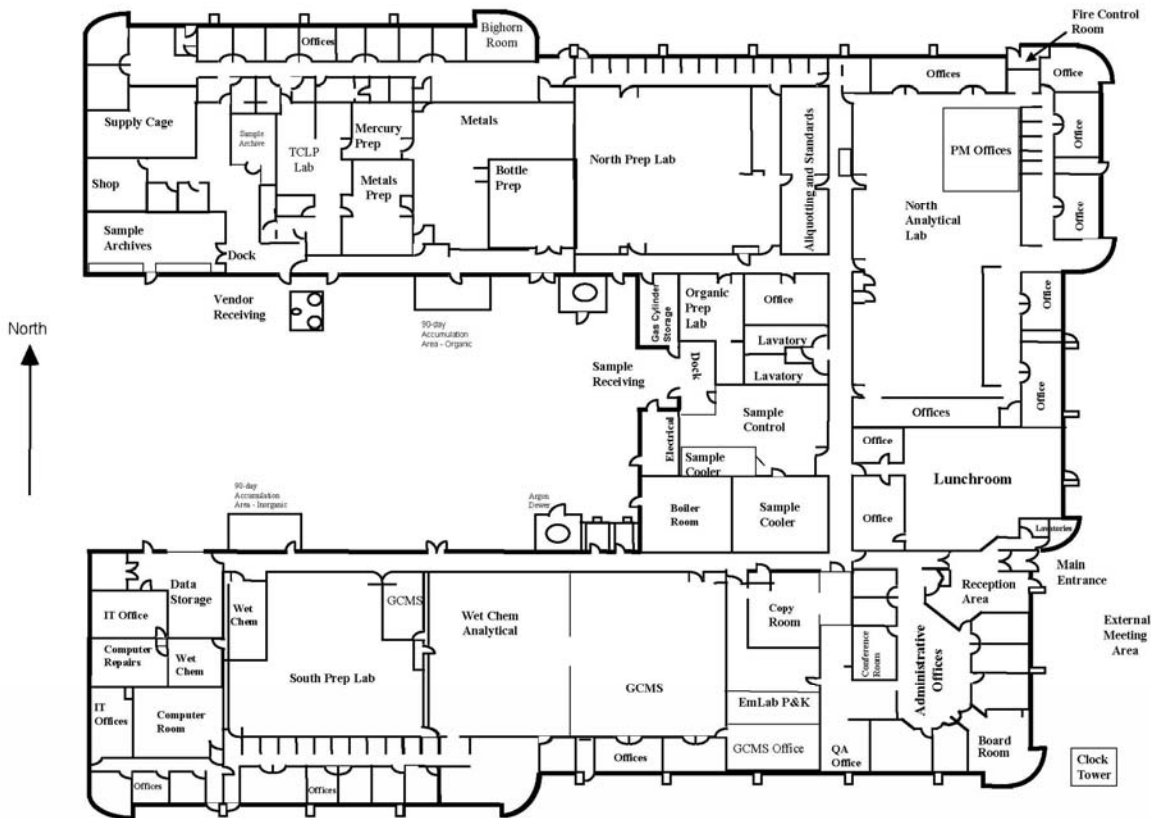 Fire Control
Room
Bighorn
Room
Offices
Offices
Office
Supply Cage
Sample
Archive
TCLP
Lab
Mercury
Prep
Metals
Office
PM Offices
North Prep Lab
Aliquotting and Standards
Shop
Metals
Prep
Bottle
Prep
Office
North
Analytical
Lab
Sample
Archives
Dock
Vendor
Receiving
90-day
Accumulation
Area - Organic
Gas Cylinder
Storage
Organic
Prep
Lab
Office
Office
North
Lavatory
Sample
Receiving
Dock
Lavatory
Office
Sample
Control
Offices
Electrical
Sample
Cooler
Office
Lunchroom
90-day
Accumulation
Area - Inorganic
Argon
Dewer
Boiler
Room
Sample
Cooler
Office
Lavatories
Main
Entrance
Data
Storage
Reception
Area
IT Office
Wet
Chem
GCMS
Wet Chem
Analytical
Copy
Room
External
Meeting
Area
Computer
Repairs
Wet
Chem
Conference
Room
Administrative
Offices
South Prep Lab
GCMS
IT
Offices
Computer
Room
EmLab P&K
GCMS Office
QA
Office
Board
Room
Offices
Offices
Clock
Tower